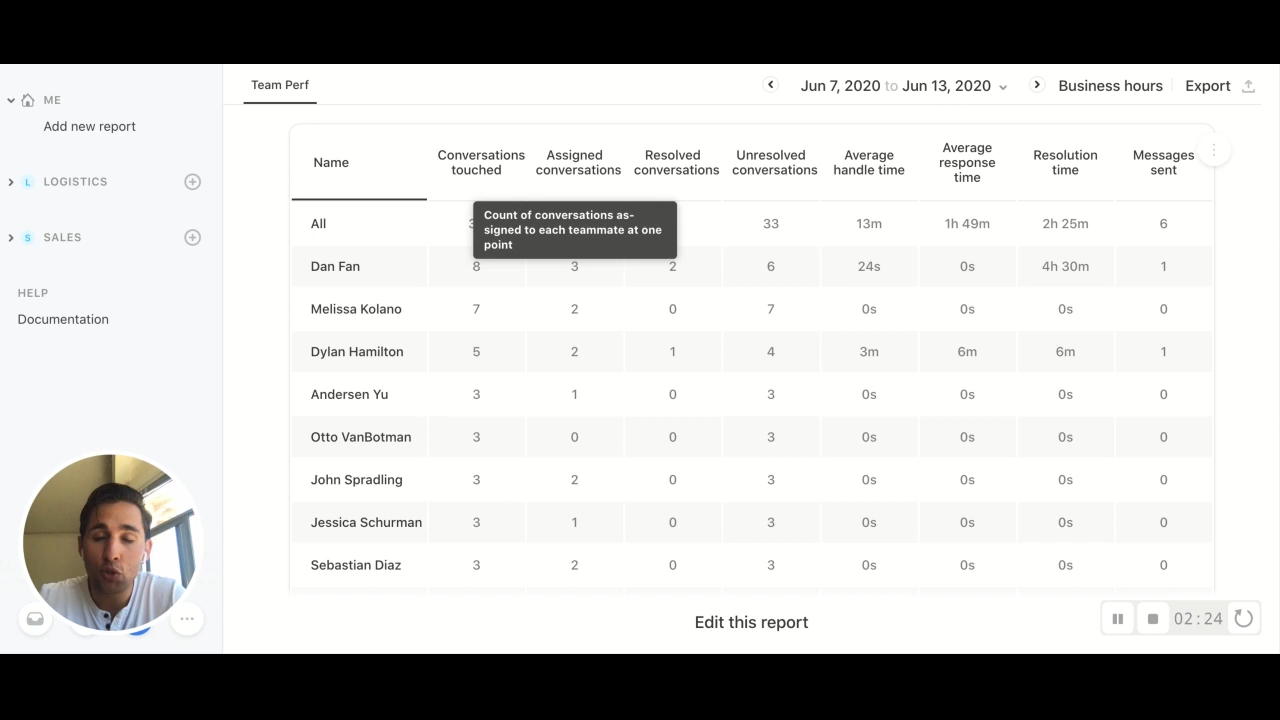 Team Perf
Jun 7, 2020 to Jun 13, 2020
Business hours
Export
ME
Add new report
L LOGISTICS
S SALES
HELP
Documentation
Name
Conversations
touched
Assigned
conversations
Resolved
conversations
Unresolved
conversations
Average
handle time
Average
response
time
Resolution
time
Messages
sent
Count of conversations as-
signed to each teammate at one
point
All 33 13m 1h 49m 2h 25m 6
Dan Fan 8 3 2 6 24s 0s 4h 30m 1
Melissa Kolano 7 2 0 7 0s 0s 0s 0
Dylan Hamilton 5 2 1 4 3m 6m 6m 1
Andersen Yu 3 1 0 3 0s 0s 0s 0
Otto VanBotman 3 0 0 3 0s 0s 0s 0
John Spradling 3 2 0 3 0s 0s 0s 0
Jessica Schurman 3 1 0 3 0s 0s 0s 0
Sebastian Diaz 3 2 0 3 0s 0s 0s 0
Edit this report
02:24